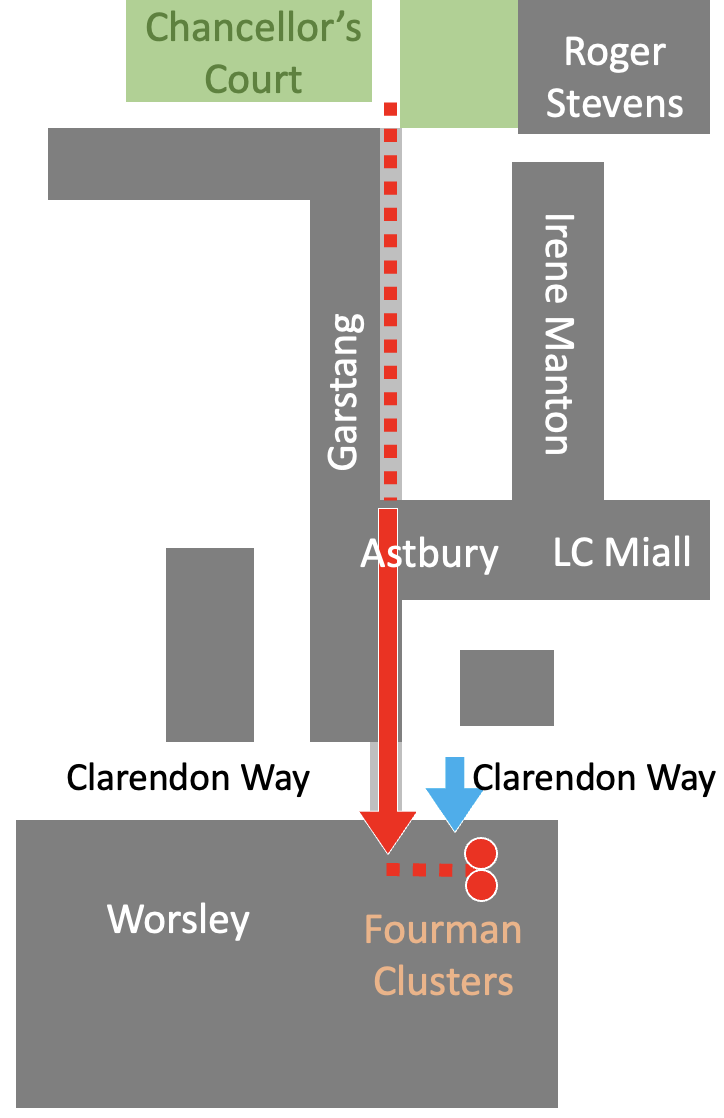 Chancellor’s
Court
Roger
Stevens
Irene Manton
Garstang
Astbury
LC Miall
Clarendon Way
Clarendon Way
Worsley
Fourman
Clusters